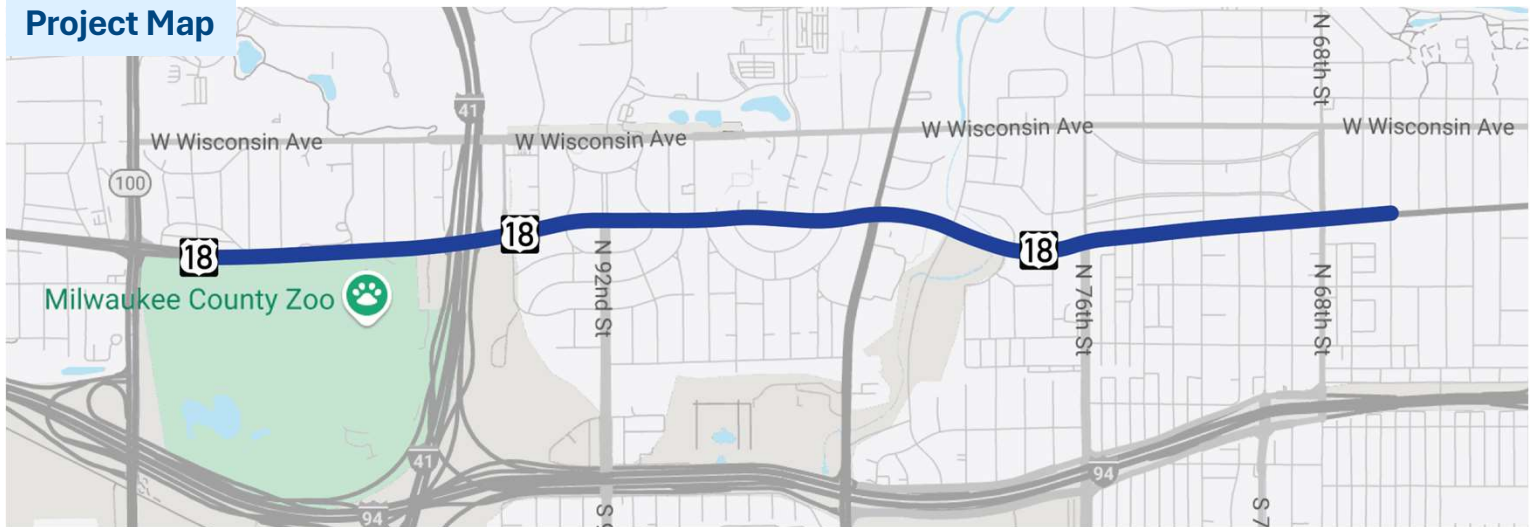 Project Map
N 68th St
41
W Wisconsin Ave
W Wisconsin Ave
W Wisconsin Ave
W Wisconsin Ave
100
18
18
18
Milwaukee County Zoo
N 92nd St
N 76th St
N 68th St
41
94
94
S
S 7